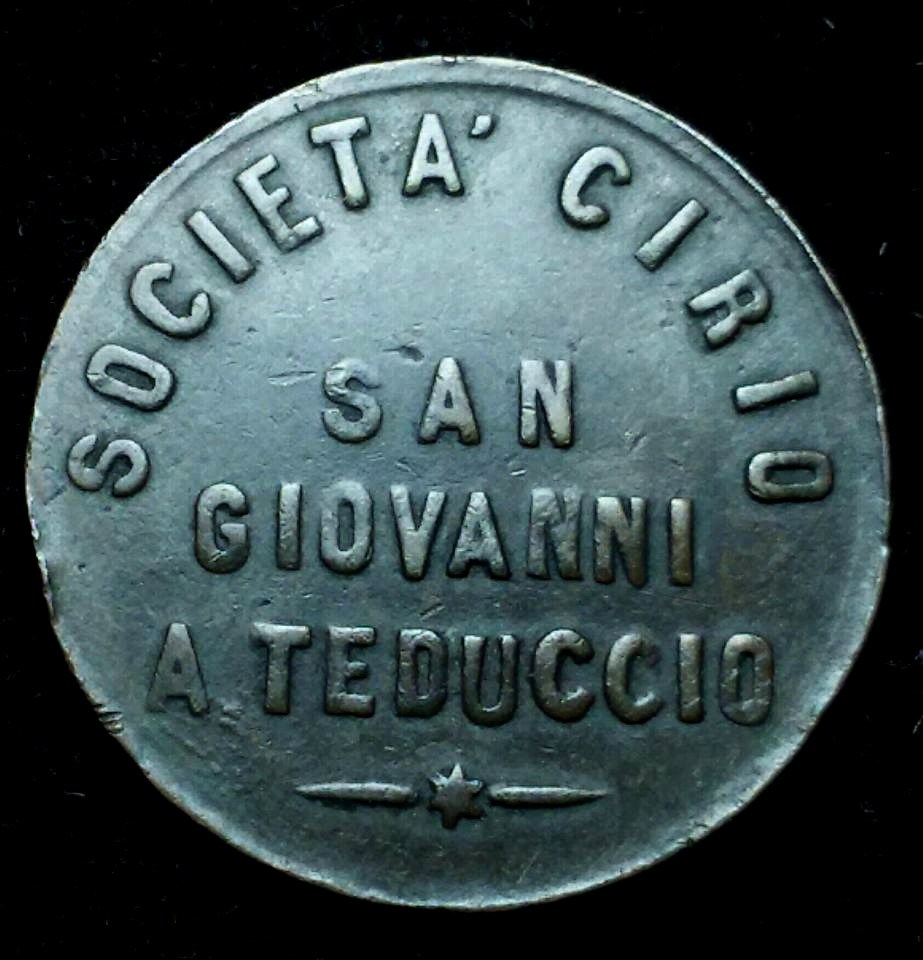 SOCIETA' CIRIO
SAN
GIOVANNI
A TEDUCCIO